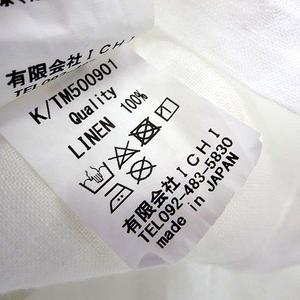 有限会社ＩＣＨＩ
K/TM500901
Quality
LINEN 100%
有限会社ＩＣＨＩ
TEL092-483-5830
made in JAPAN